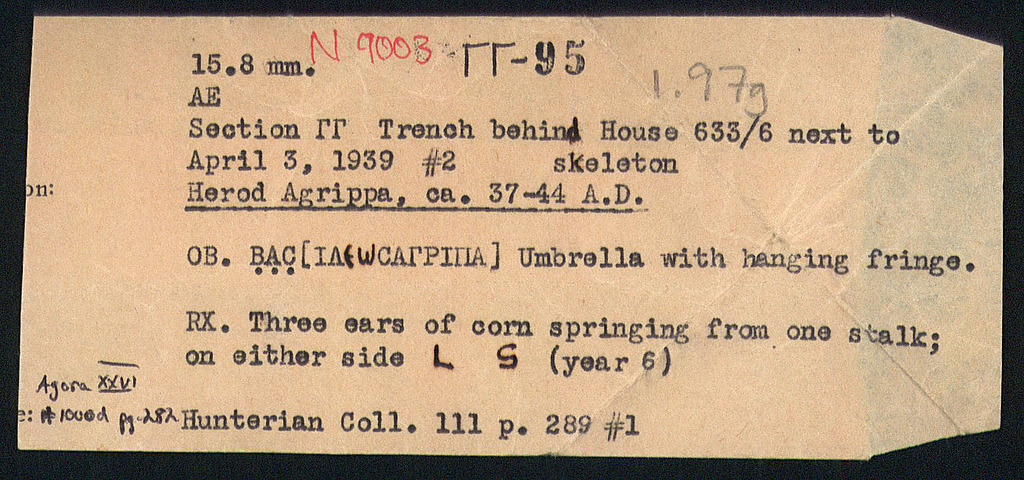 15.8 mm. N 9003 ΓΓ-95
1.97g
AE
Section ΓΓ Trench behind House 633/6 next to
April 3, 1939 #2 skeleton
on:
Herod Agrippa, ca. 37-44 A.D.
OB. ẠḄC̣[ΙΛЄѠCΑΓΡΙΠΑ] Umbrella with hanging fringe.
RX. Three ears of corn springing from one stalk;
on either side L S (year 6)
Agora XXVI
e: pg. 282 Hunterian Coll. 111 p. 289 #1